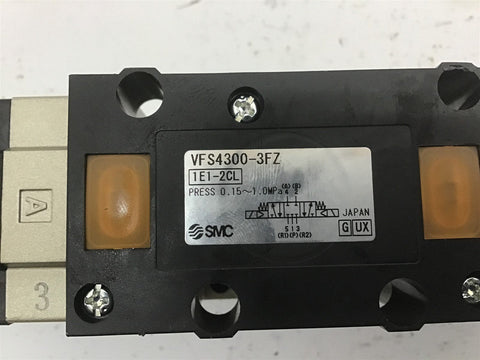 VFS4300-3FZ
1E1-2CL
PRESS 0.15~1.0MPa
(A) (B)
4 2
JAPAN
5 1 3
(R1)(P)(R2)
SMC
G UX
A
3